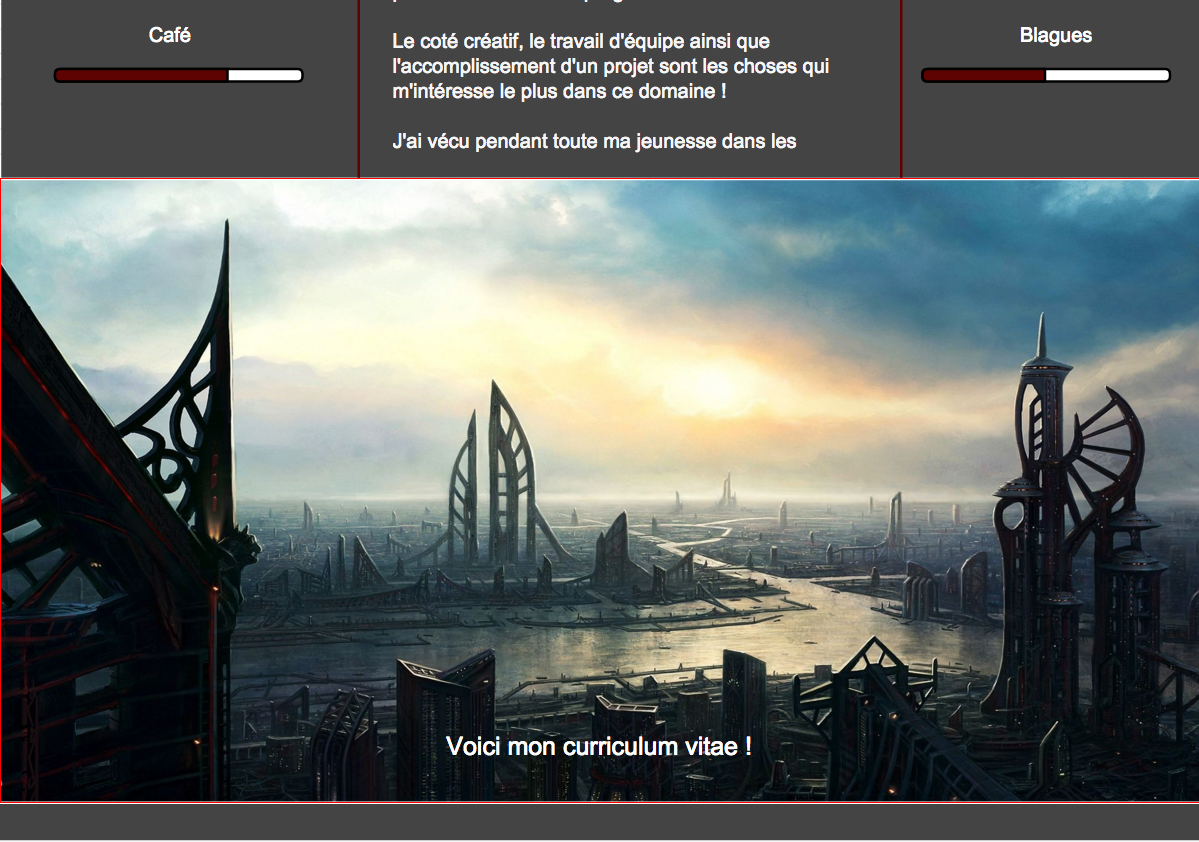 Café
Le coté créatif, le travail d'équipe ainsi que
l'accomplissement d'un projet sont les choses qui
m'intéresse le plus dans ce domaine !
J'ai vécu pendant toute ma jeunesse dans les
Blagues
Voici mon curriculum vitae !